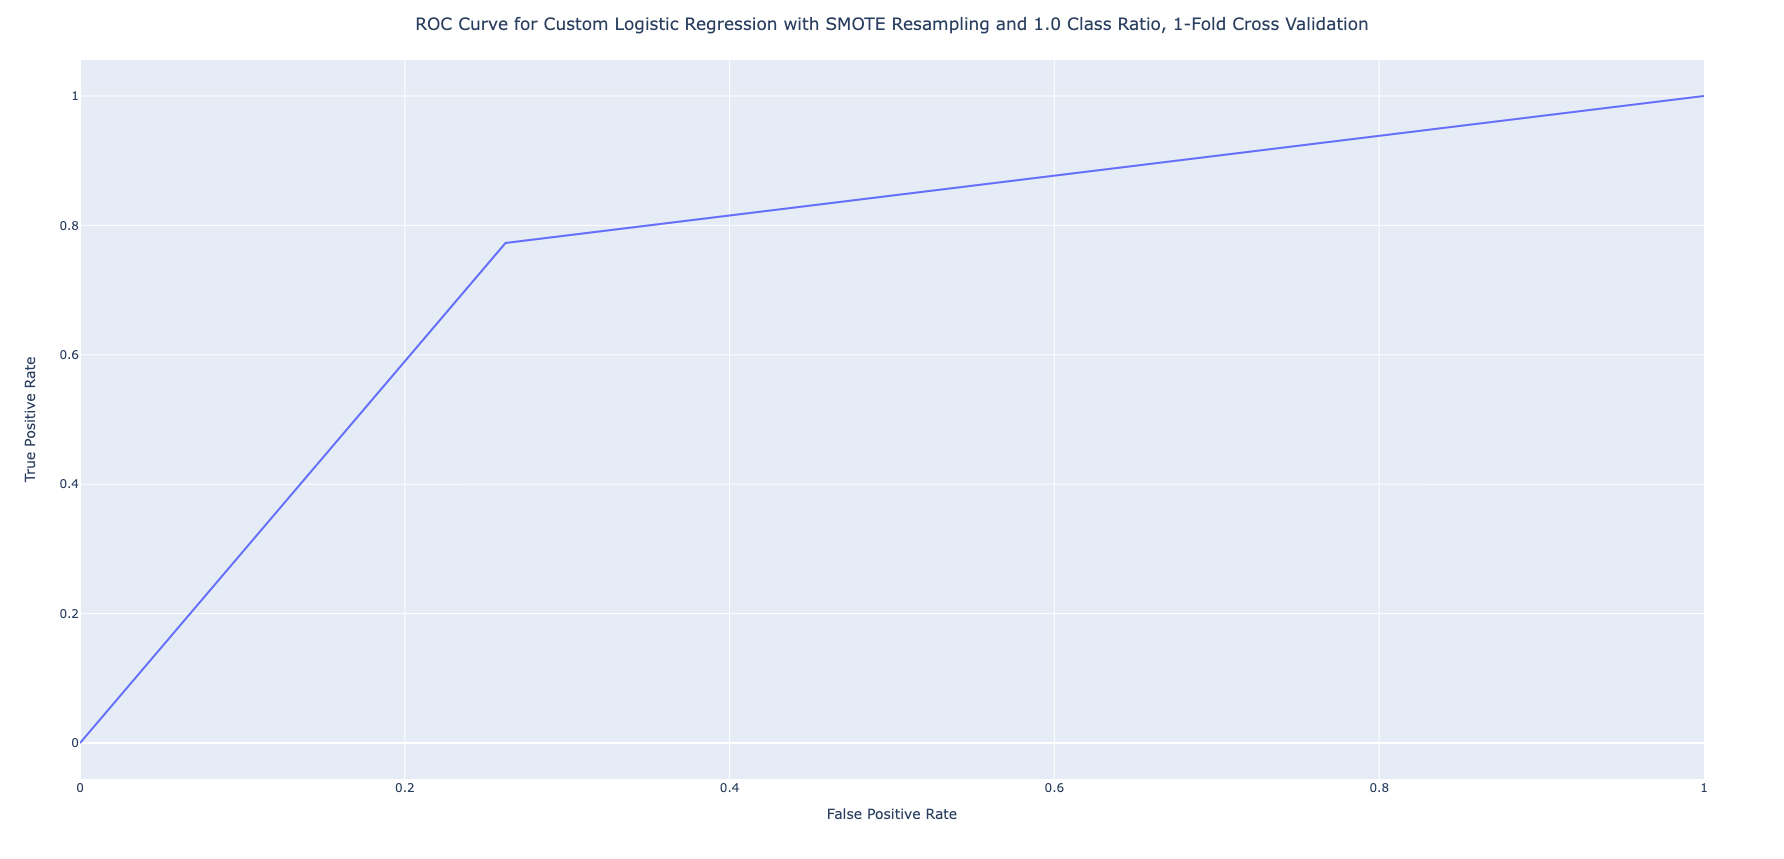 ROC Curve for Custom Logistic Regression with SMOTE Resampling and 1.0 Class Ratio, 1-Fold Cross Validation
1
0.8
0.6
0.4
0.2
0
True Positive Rate
0 0.2 0.4 0.6 0.8 1
False Positive Rate